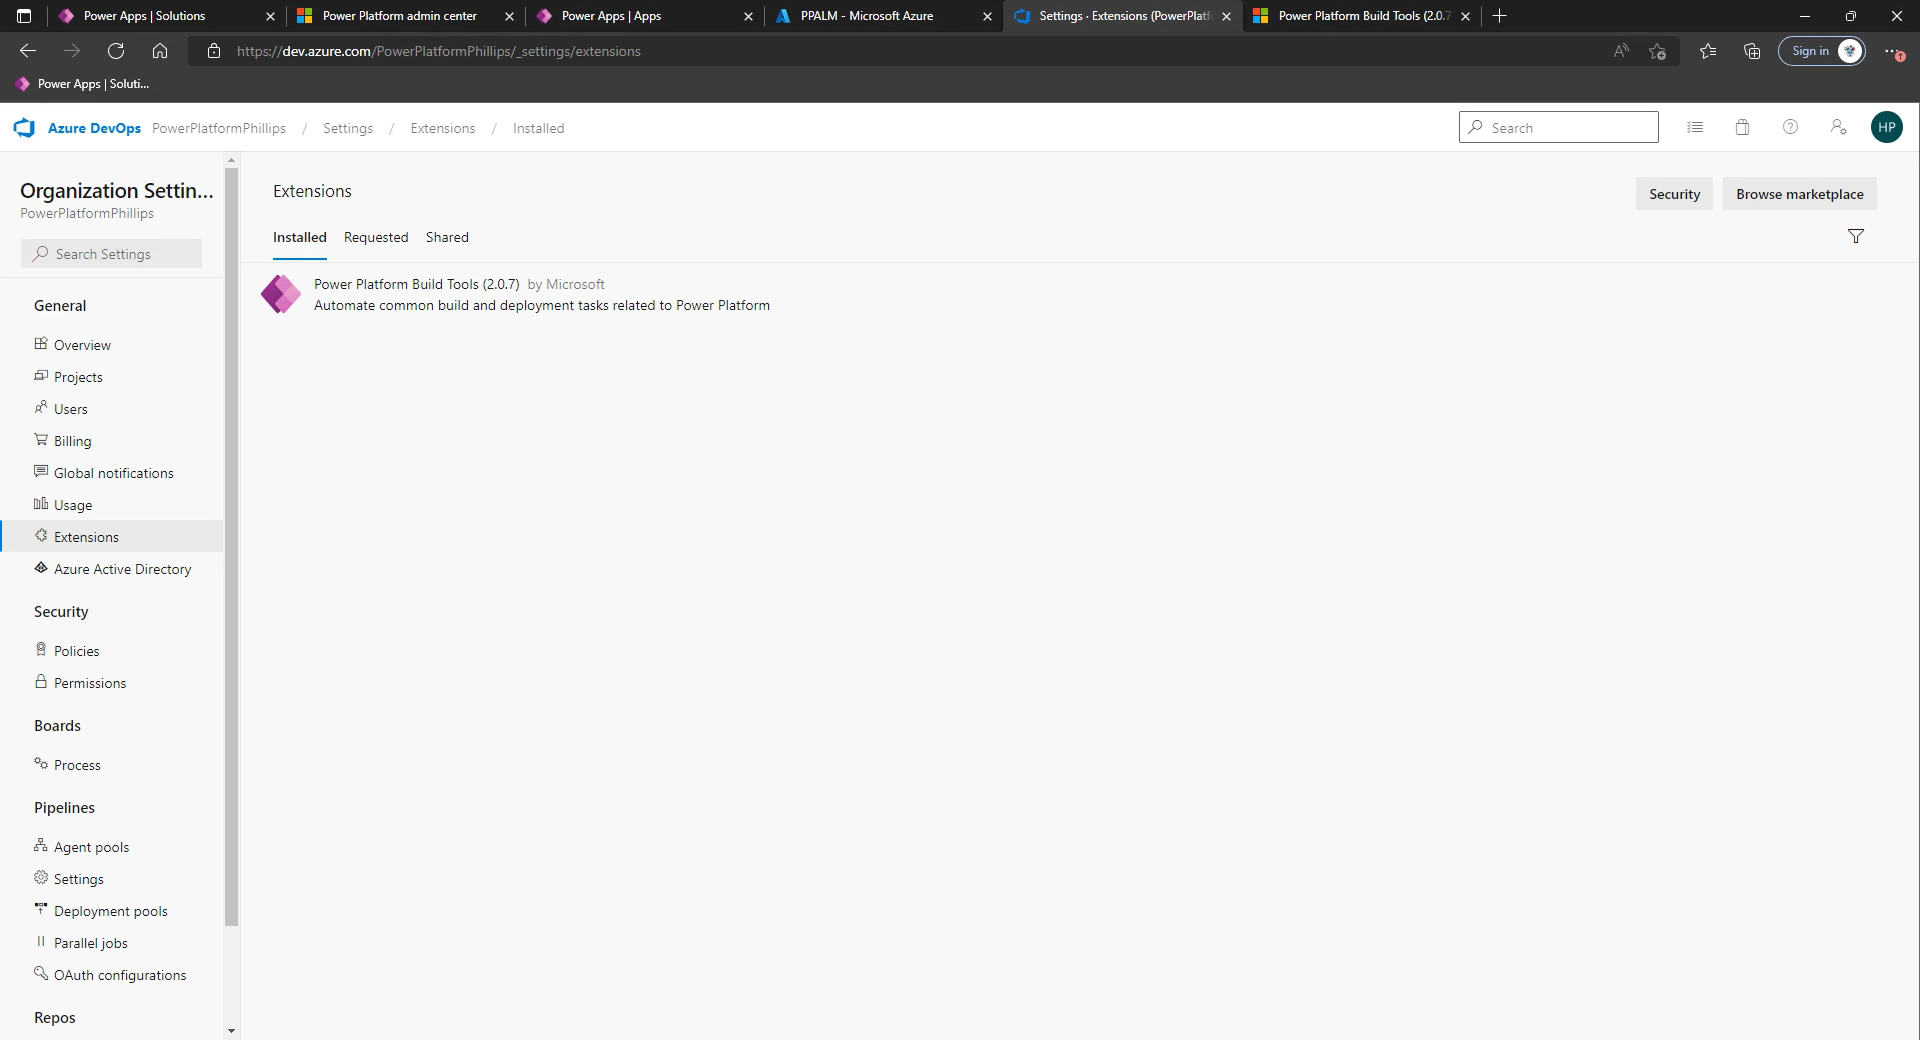 Power Apps | Solutions
Power Platform admin center
Power Apps | Apps
PPALM - Microsoft Azure
Settings · Extensions (PowerPlatf
Power Platform Build Tools (2.0.7
https://dev.azure.com/PowerPlatformPhillips/_settings/extensions
Sign in
Power Apps | Soluti...
Azure DevOps PowerPlatformPhillips / Settings / Extensions / Installed
Search
HP
Organization Settin...
PowerPlatformPhillips
Search Settings
General
Overview
Projects
Users
Billing
Global notifications
Usage
Extensions
Azure Active Directory
Security
Policies
Permissions
Boards
Process
Pipelines
Agent pools
Settings
Deployment pools
Parallel jobs
OAuth configurations
Repos
Extensions
Security
Browse marketplace
Installed Requested Shared
Power Platform Build Tools (2.0.7) by Microsoft
Automate common build and deployment tasks related to Power Platform